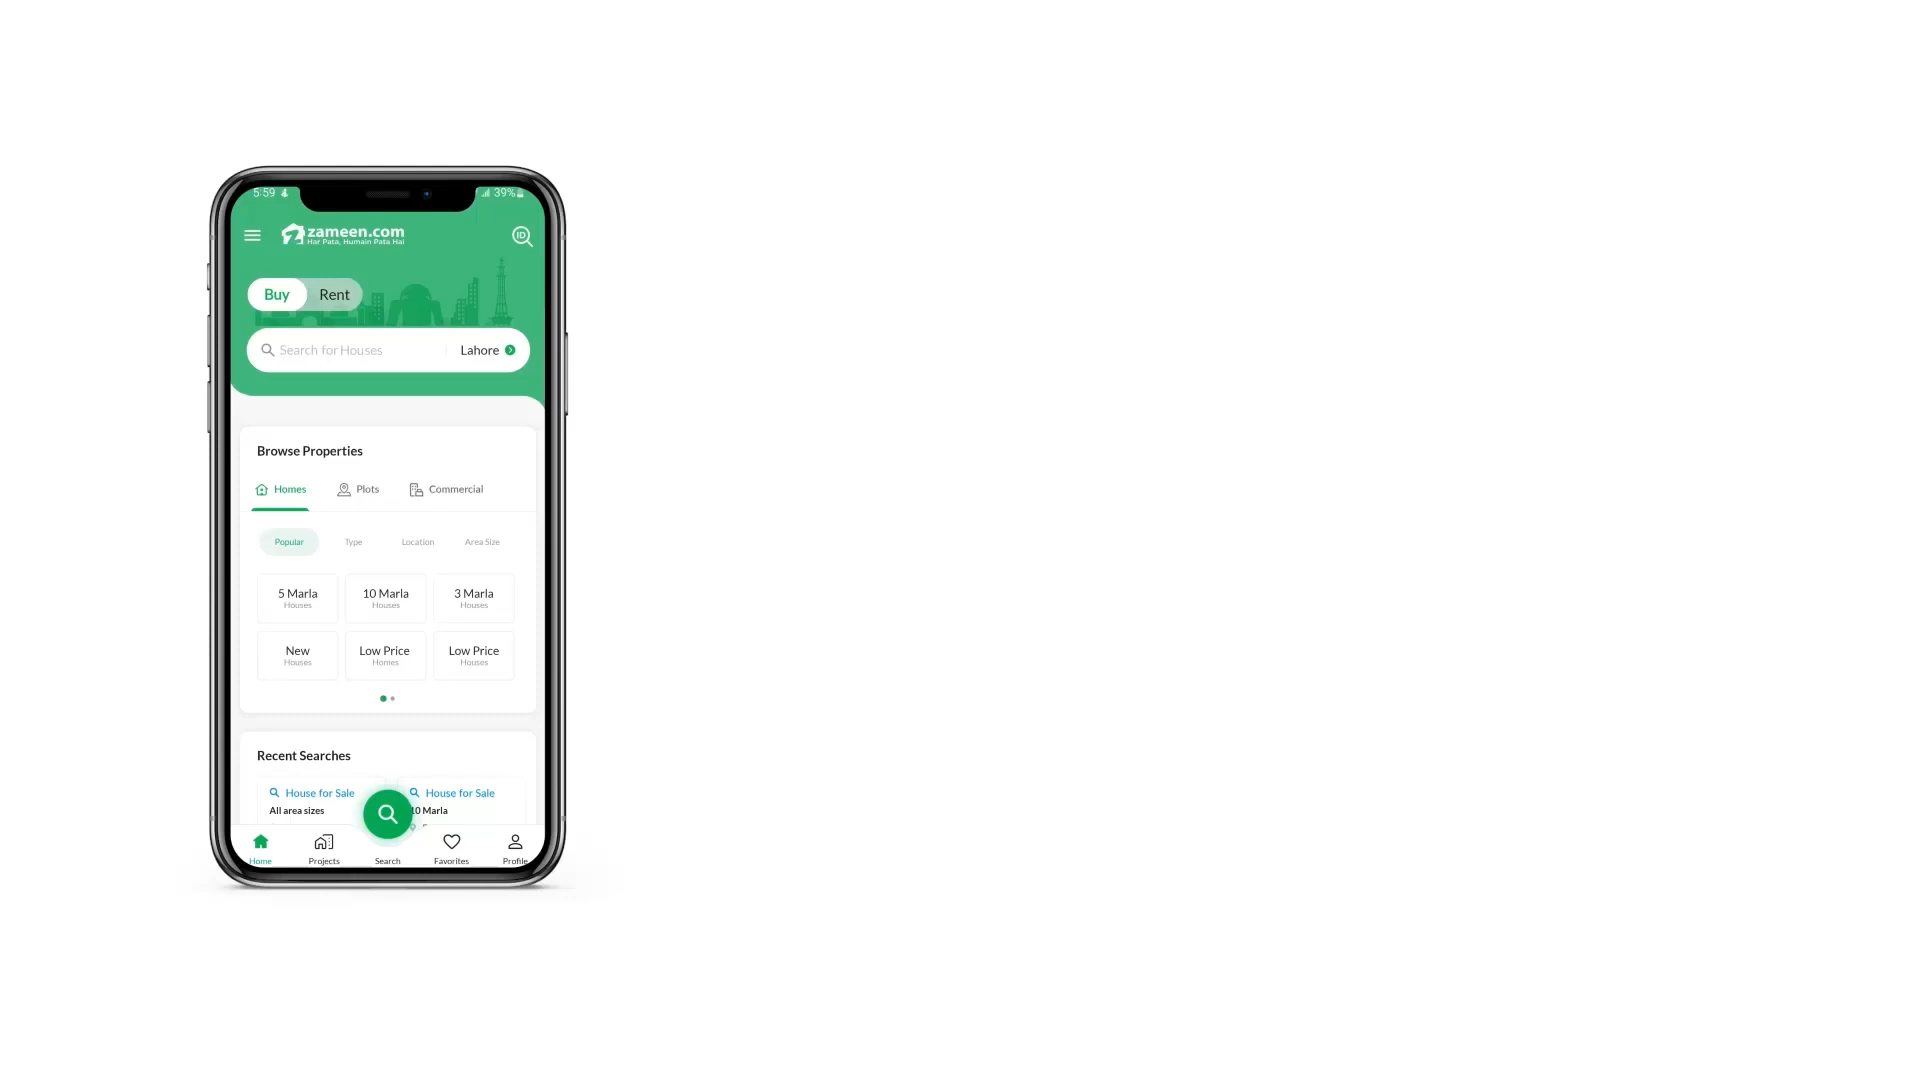 5:59
39%
zameen.com
Har Pata, Humain Pata Hai
ID
Buy Rent
Search for Houses Lahore
Browse Properties
Homes Plots Commercial
Popular Type Location Area Size
5 Marla 10 Marla 3 Marla
Houses Houses Houses
New Low Price Low Price
Houses Homes Houses
Recent Searches
House for Sale House for Sale
All area sizes 10 Marla
Home Projects Search Favorites Profile